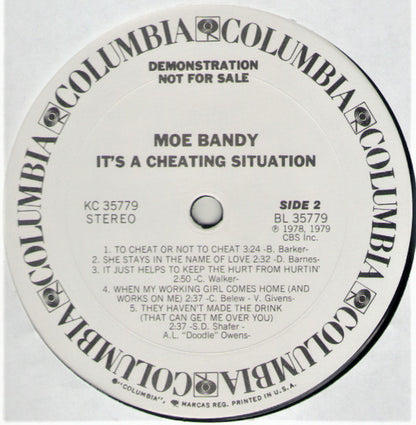 COLUMBIA COLUMBIA COLUMBIA COLUMBIA COLUMBIA COLUMBIA
DEMONSTRATION
NOT FOR SALE
MOE BANDY
IT'S A CHEATING SITUATION
KC 35779
STEREO
SIDE 2
BL 35779
℗ 1978, 1979
CBS Inc.
1. TO CHEAT OR NOT TO CHEAT 3:24 -B. Barker-
2. SHE STAYS IN THE NAME OF LOVE 2:32 -D. Barnes-
3. IT JUST HELPS TO KEEP THE HURT FROM HURTIN'
2:50 -C. Walker-
4. WHEN MY WORKING GIRL COMES HOME (AND
WORKS ON ME) 2:37 -C. Belew - V. Givens-
5. THEY HAVEN'T MADE THE DRINK
(THAT CAN GET ME OVER YOU)
2:37 -S.D. Shafer -
A.L. "Doodle" Owens-
® "COLUMBIA", MARCAS REG. PRINTED IN U.S.A.